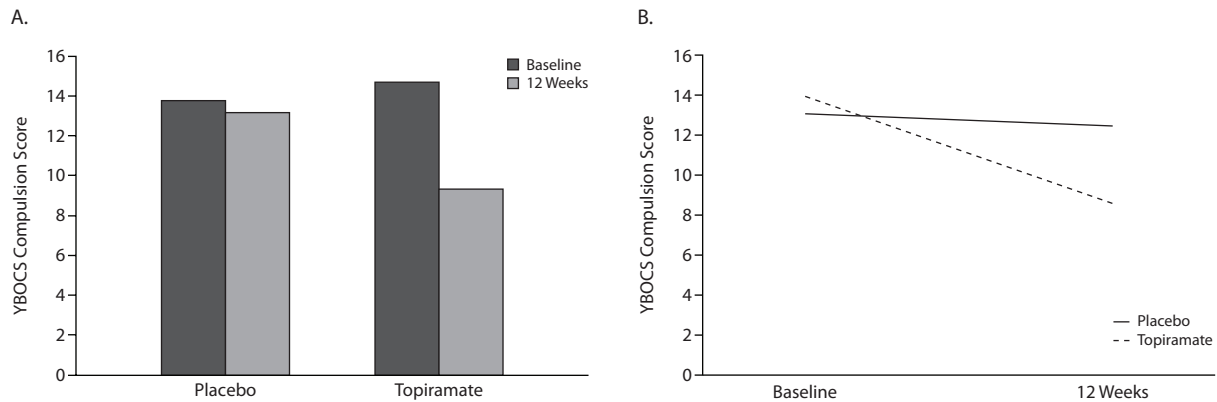 A.
YBOCS Compulsion Score
16
14
12
10
8
6
4
2
0
Placebo
Topiramate
Baseline
12 Weeks
B.
YBOCS Compulsion Score
16
14
12
10
8
6
4
2
0
Baseline
12 Weeks
Placebo
Topiramate